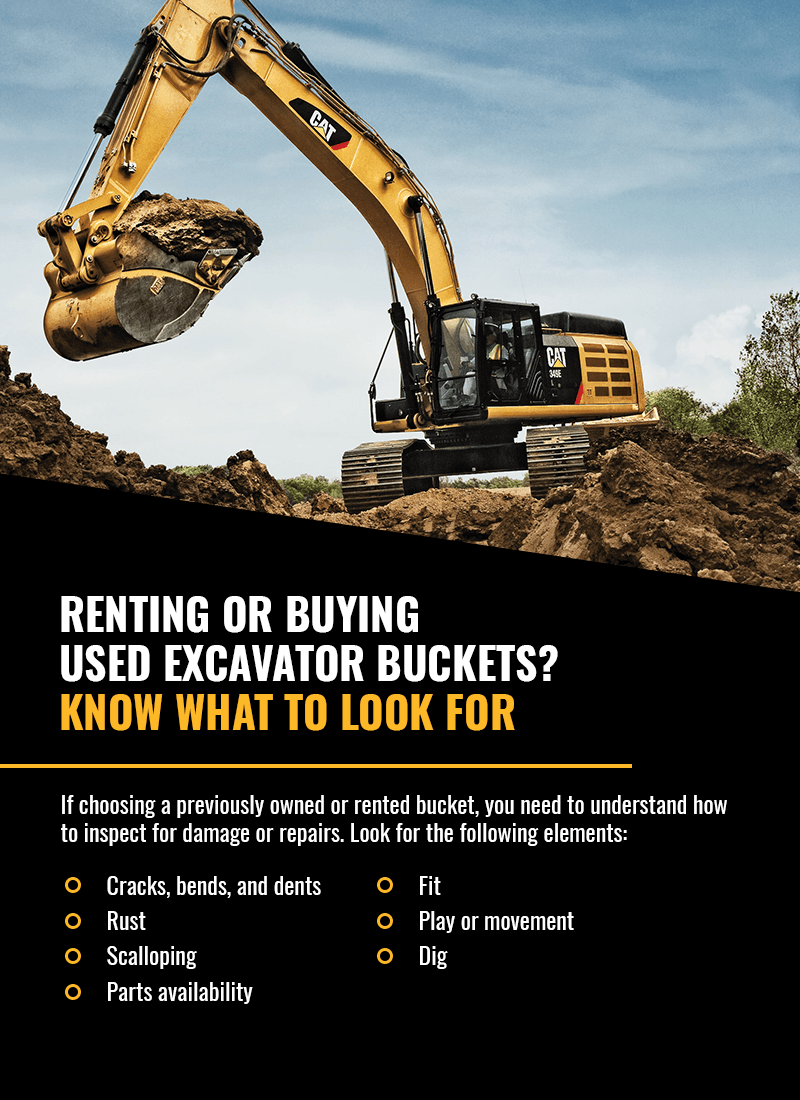 CAT
CAT
349E
RENTING OR BUYING
USED EXCAVATOR BUCKETS?
KNOW WHAT TO LOOK FOR
If choosing a previously owned or rented bucket, you need to understand how
to inspect for damage or repairs. Look for the following elements:
Cracks, bends, and dents
Rust
Scalloping
Parts availability
Fit
Play or movement
Dig